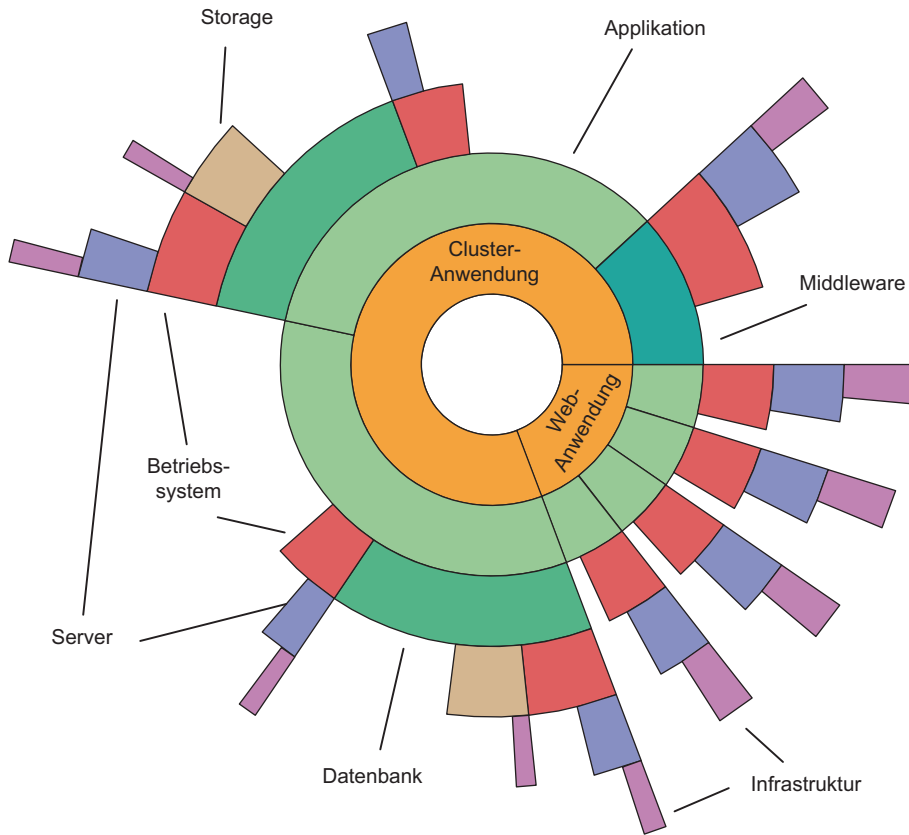 Storage
Applikation
Cluster-
Anwendung
Middleware
Web-
Anwendung
Betriebs-
system
Server
Datenbank
Infrastruktur